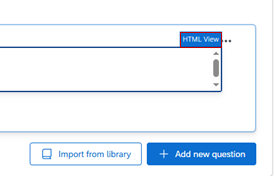 HTML View
Import from library
Add new question